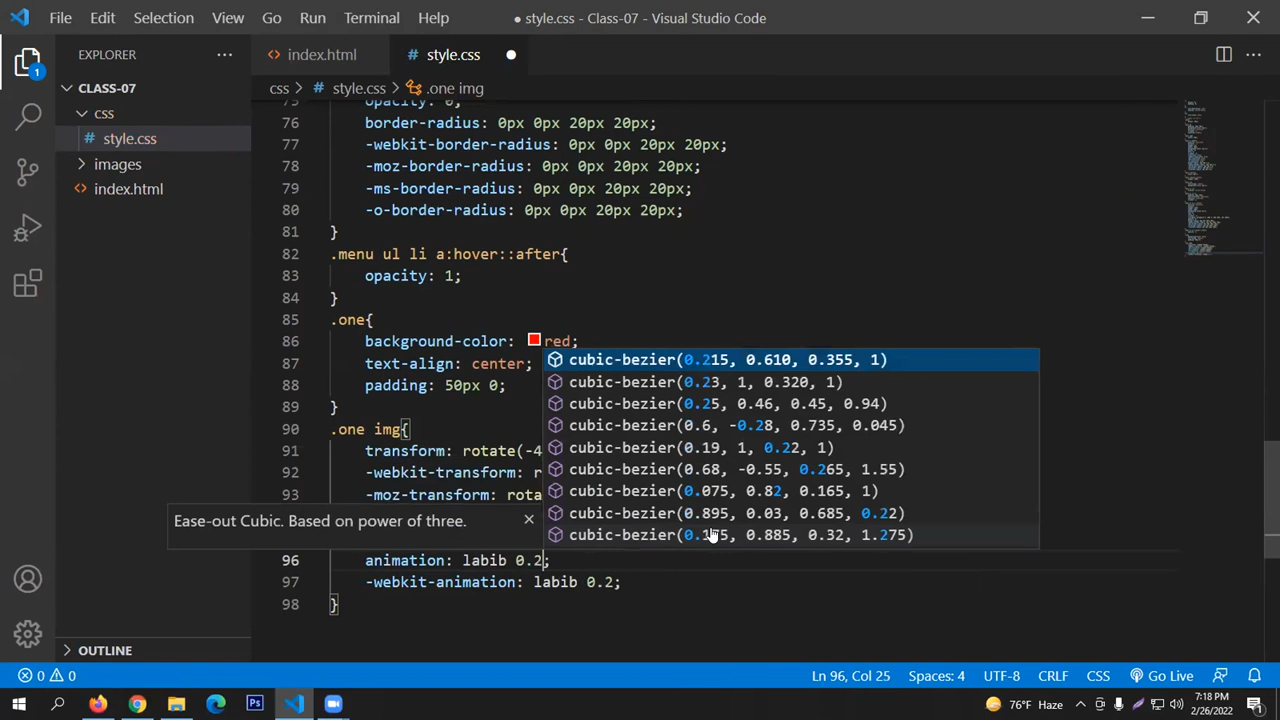 File Edit Selection View Go Run Terminal Help
● style.css - Class-07 - Visual Studio Code
EXPLORER
index.html
style.css
CLASS-07
css > # style.css > .one img
css
# style.css
images
index.html
1
76 border-radius: 0px 0px 20px 20px;
77 -webkit-border-radius: 0px 0px 20px 20px;
78 -moz-border-radius: 0px 0px 20px 20px;
79 -ms-border-radius: 0px 0px 20px 20px;
80 -o-border-radius: 0px 0px 20px 20px;
81 }
82 .menu ul li a:hover::after{
83 opacity: 1;
84 }
85 .one{
86 background-color: red;
87 text-align: center;
88 padding: 50px 0;
89 }
90 .one img{
91 transform: rotate(-4
92 -webkit-transform: r
93 -moz-transform: rota
cubic-bezier(0.215, 0.610, 0.355, 1)
cubic-bezier(0.23, 1, 0.320, 1)
cubic-bezier(0.25, 0.46, 0.45, 0.94)
cubic-bezier(0.6, -0.28, 0.735, 0.045)
cubic-bezier(0.19, 1, 0.22, 1)
cubic-bezier(0.68, -0.55, 0.265, 1.55)
cubic-bezier(0.075, 0.82, 0.165, 1)
cubic-bezier(0.895, 0.03, 0.685, 0.22)
0.885, 0.32, 1.275)
Ease-out Cubic. Based on power of three.
96 animation: labib 0.2;
97 -webkit-animation: labib 0.2;
98 }
OUTLINE
0 0
Ln 96, Col 25 Spaces: 4 UTF-8 CRLF CSS Go Live
76°F Haze
7:18 PM
2/26/2022